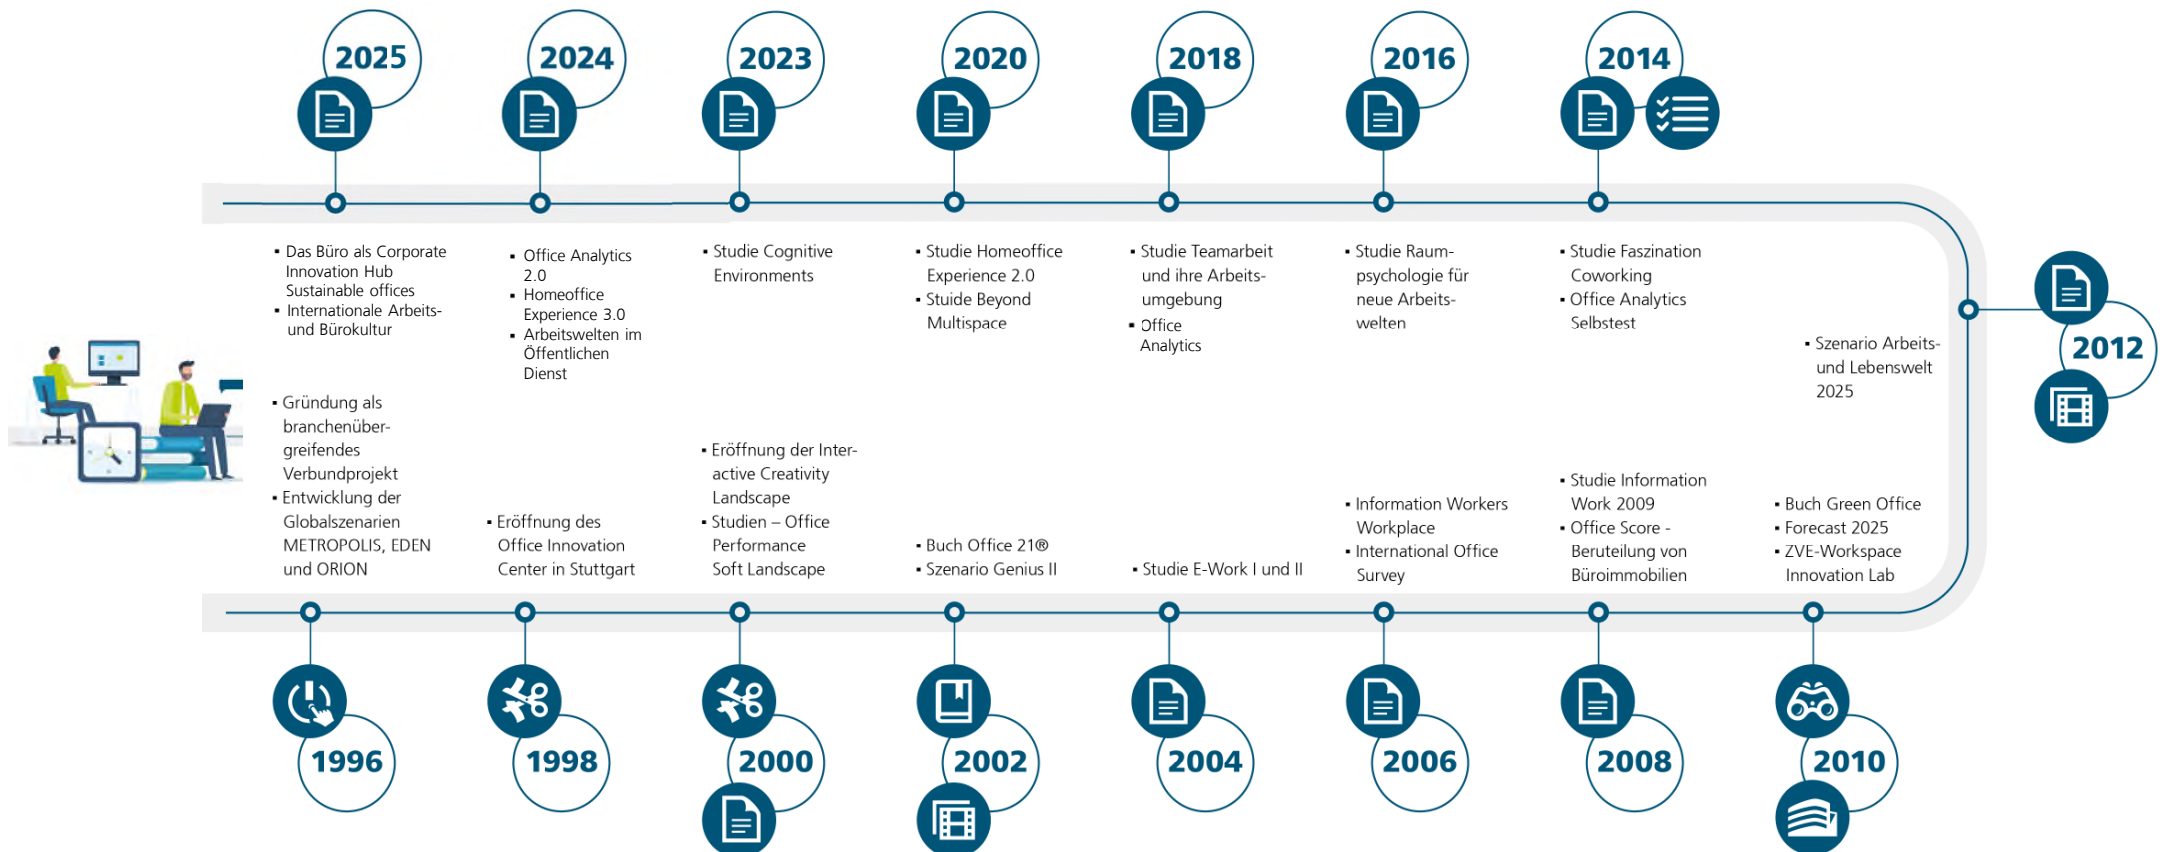 2025
2024
2023
2020
2018
2016
2014
▪ Das Büro als Corporate
Innovation Hub
Sustainable offices
▪ Internationale Arbeits-
und Bürokultur
▪ Office Analytics
2.0
▪ Homeoffice
Experience 3.0
▪ Arbeitswelten im
Öffentlichen
Dienst
▪ Studie Cognitive
Environments
▪ Studie Homeoffice
Experience 2.0
▪ Stuide Beyond
Multispace
▪ Studie Teamarbeit
und ihre Arbeits-
umgebung
▪ Office
Analytics
▪ Studie Raum-
psychologie für
neue Arbeits-
welten
▪ Studie Faszination
Coworking
▪ Office Analytics
Selbstest
▪ Szenario Arbeits-
und Lebenswelt
2025
2012
▪ Gründung als
branchenüber-
greifendes
Verbundprojekt
▪ Entwicklung der
Globalszenarien
METROPOLIS, EDEN
und ORION
▪ Eröffnung des
Office Innovation
Center in Stuttgart
▪ Eröffnung der Inter-
active Creativity
Landscape
▪ Studien – Office
Performance
Soft Landscape
▪ Buch Office 21®
▪ Szenario Genius II
▪ Studie E-Work I und II
▪ Information Workers
Workplace
▪ International Office
Survey
▪ Studie Information
Work 2009
▪ Office Score -
Beruteilung von
Büroimmobilien
▪ Buch Green Office
▪ Forecast 2025
▪ ZVE-Workspace
Innovation Lab
1996
1998
2000
2002
2004
2006
2008
2010